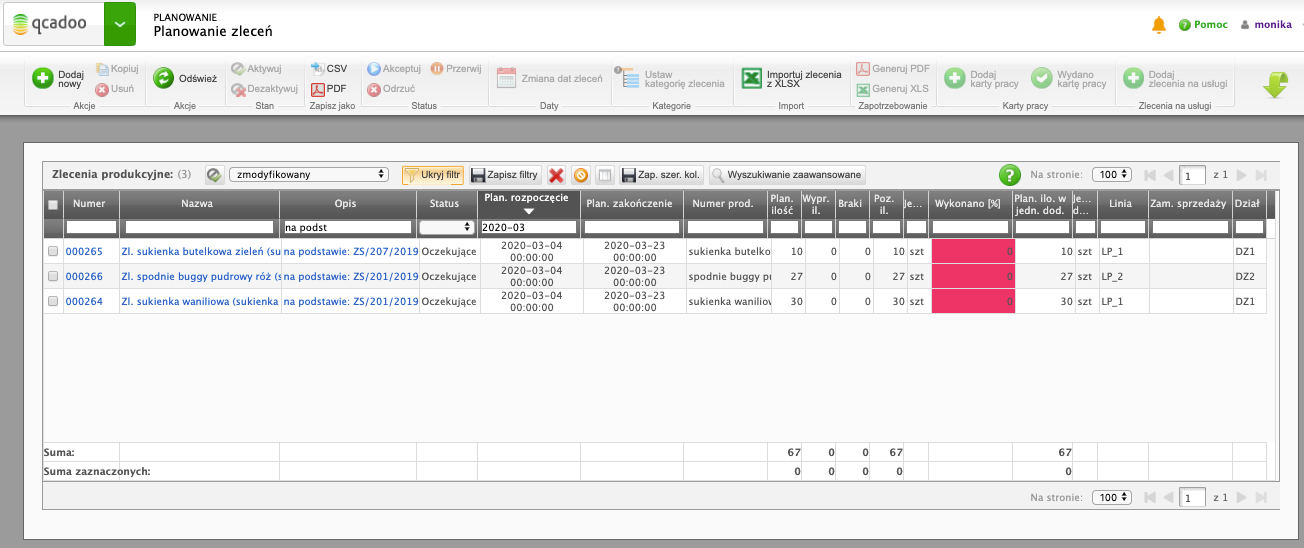 qcadoo
PLANOWANIE
Planowanie zleceń
Pomoc
monika
Dodaj nowy
Kopiuj
Usuń
Akcje
Odśwież
Akcje
Aktywuj
Dezaktywuj
Stan
CSV
PDF
Zapisz jako
Akceptuj
Przerwij
Odrzuć
Status
Zmiana dat zleceń
Daty
Ustaw kategorię zlecenia
Kategorie
Importuj zlecenia z XLSX
Import
Generuj PDF
Generuj XLS
Zapotrzebowanie
Dodaj karty pracy
Wydano kartę pracy
Karty pracy
Dodaj zlecenia na usługi
Zlecenia na usługi
Zlecenia produkcyjne: (3)
zmodyfikowany
Ukryj filtr
Zapisz filtry
Zap. szer. kol.
Wyszukiwanie zaawansowane
Na stronie: 100 1 z 1
Numer Nazwa Opis Status Plan. rozpoczęcie Plan. zakończenie Numer prod. Plan. ilość Wypr. il. Braki Poz. il. Je... Wykonano [%] Plan. ilo. w jedn. dod. Je... d... Linia Zam. sprzedaży Dział
na podst 2020-03
000265 Zl. sukienka butelkowa zieleń (su na podstawie: ZS/207/2019 Oczekujące 2020-03-04 00:00:00 2020-03-23 00:00:00 sukienka butelko 10 0 0 10 szt 0 10 szt LP_1 DZ1
000266 Zl. spodnie buggy pudrowy róż (s na podstawie: ZS/201/2019 Oczekujące 2020-03-04 00:00:00 2020-03-23 00:00:00 spodnie buggy pu 27 0 0 27 szt 0 27 szt LP_2 DZ2
000264 Zl. sukienka waniliowa (sukienka na podstawie: ZS/201/2019 Oczekujące 2020-03-04 00:00:00 2020-03-23 00:00:00 sukienka waniliow 30 0 0 30 szt 0 30 szt LP_1 DZ1
Suma: 67 0 0 67 67
Suma zaznaczonych: 0 0 0 0 0
Na stronie: 100 1 z 1